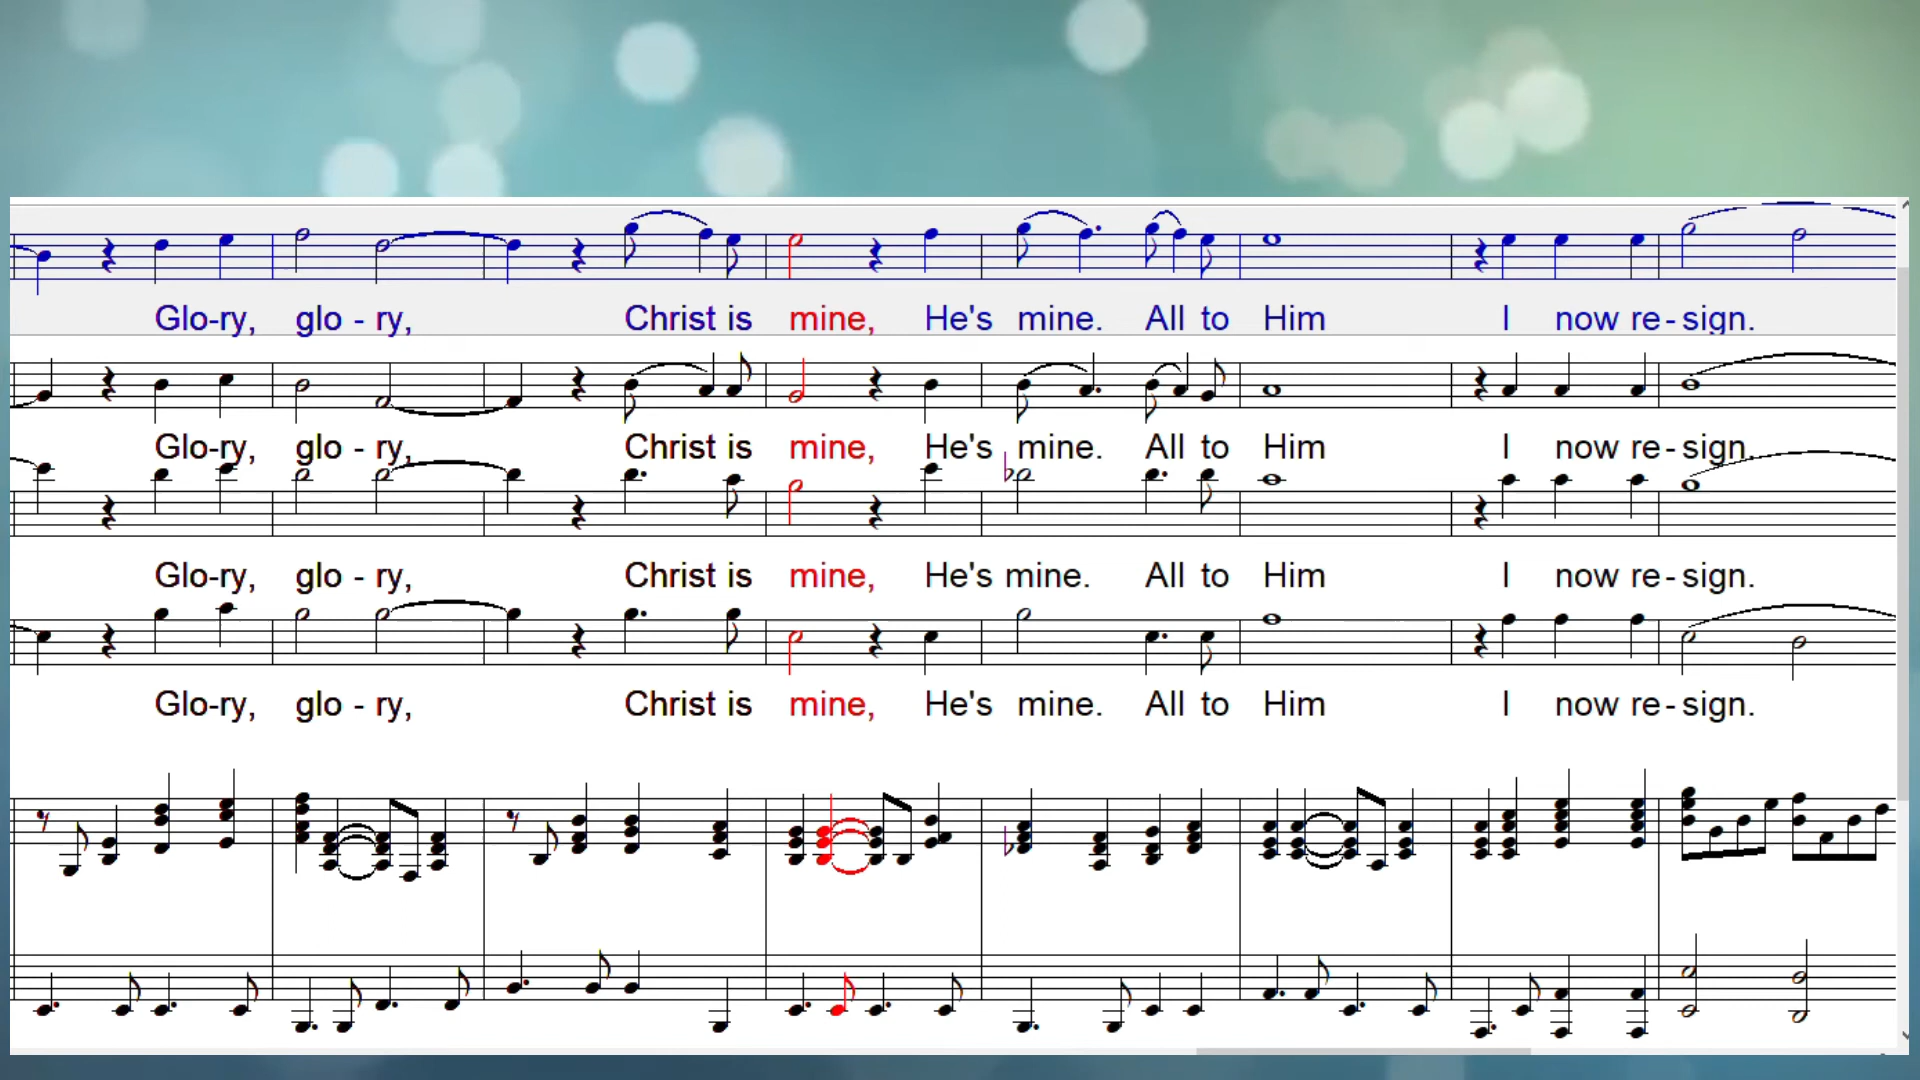 Glo-ry, glo - ry, Christ is mine, He's mine. All to Him I now re-sign.
Glo-ry, glo - ry, Christ is mine, He's mine. All to Him I now re-sign.
Glo-ry, glo - ry, Christ is mine, He's mine. All to Him I now re-sign.
Glo-ry, glo - ry, Christ is mine, He's mine. All to Him I now re-sign.